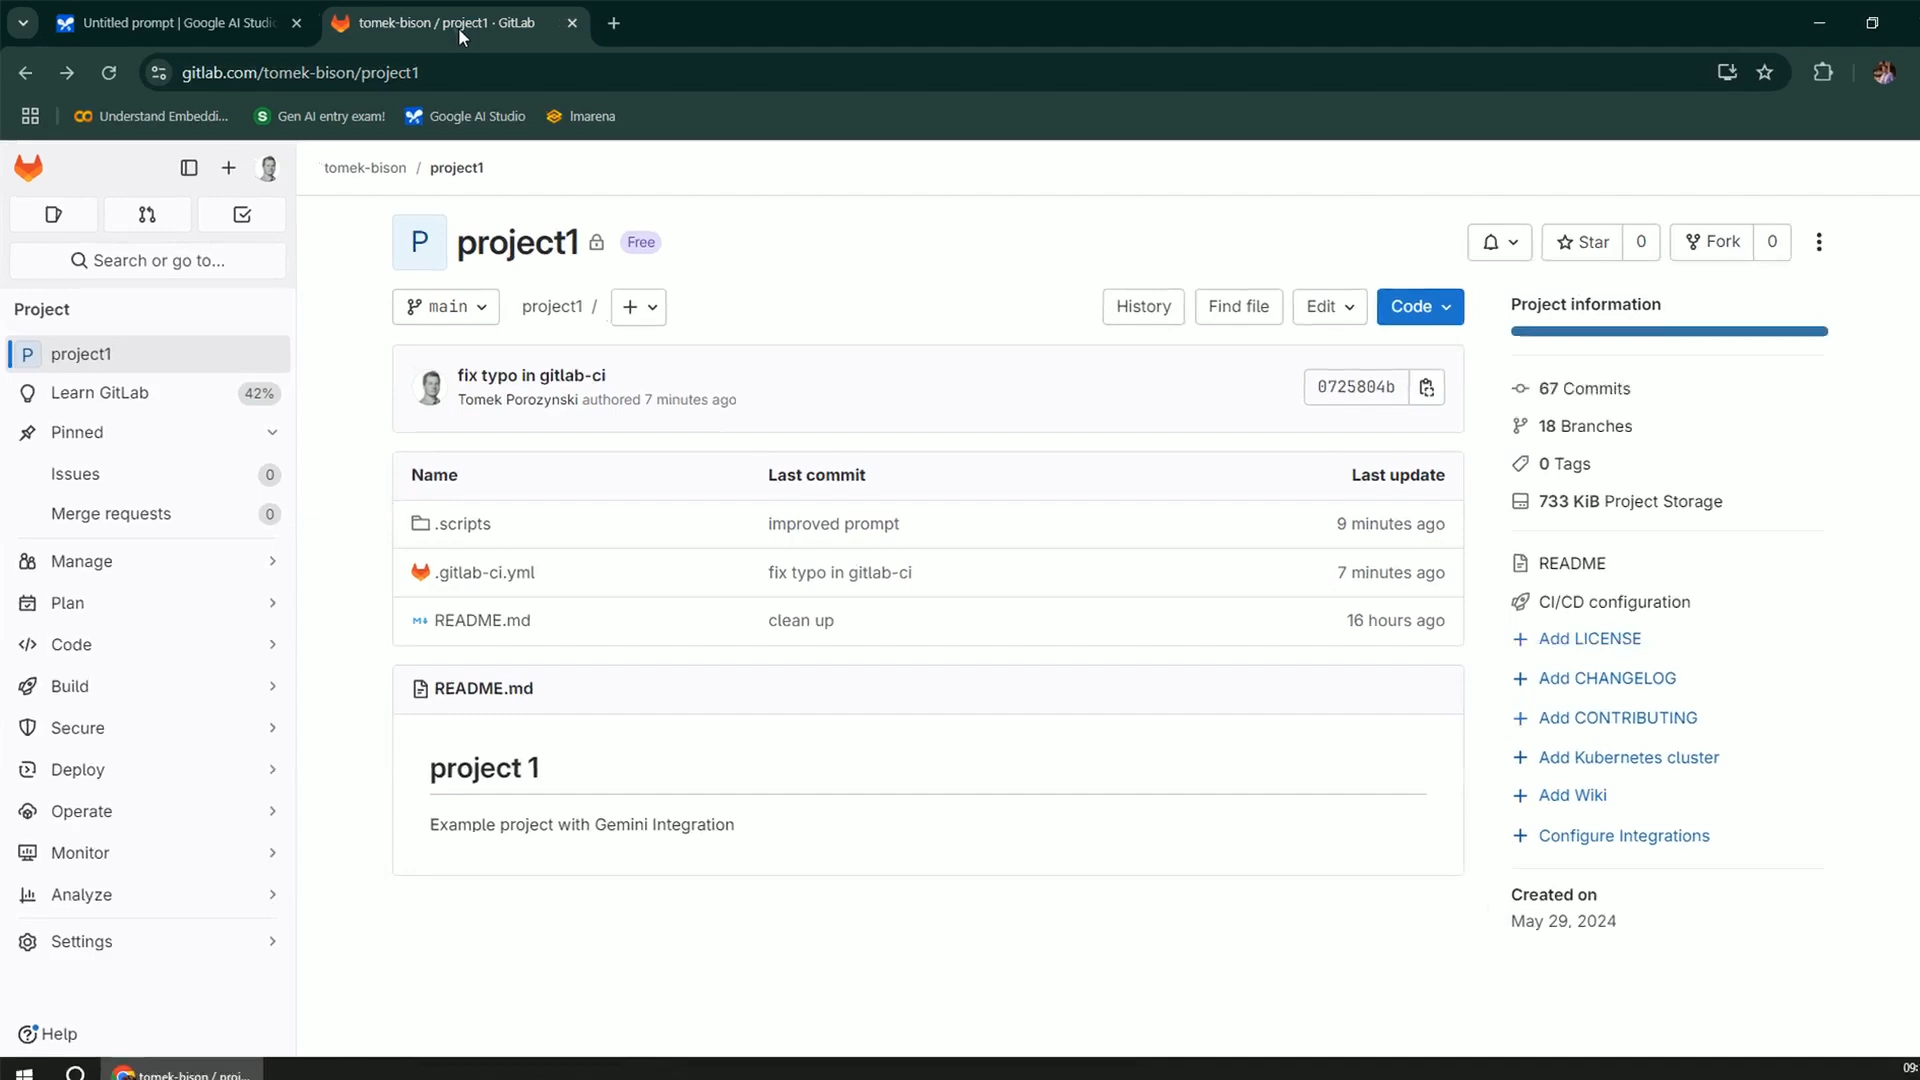 Untitled prompt | Google AI Studio
tomek-bison / project1 · GitLab
gitlab.com/tomek-bison/project1
Understand Embeddi...
Gen AI entry exam!
Google AI Studio
lmarena
tomek-bison / project1
Search or go to...
Project
P project1
Learn GitLab 42%
Pinned
Issues 0
Merge requests 0
Manage
Plan
Code
Build
Secure
Deploy
Operate
Monitor
Analyze
Settings
Help
P project1 Free
Star 0
Fork 0
main
project1 /
History
Find file
Edit
Code
fix typo in gitlab-ci
Tomek Porozynski authored 7 minutes ago
0725804b
Name Last commit Last update
.scripts improved prompt 9 minutes ago
.gitlab-ci.yml fix typo in gitlab-ci 7 minutes ago
README.md clean up 16 hours ago
README.md
project 1
Example project with Gemini Integration
Project information
67 Commits
18 Branches
0 Tags
733 KiB Project Storage
README
CI/CD configuration
Add LICENSE
Add CHANGELOG
Add CONTRIBUTING
Add Kubernetes cluster
Add Wiki
Configure Integrations
Created on
May 29, 2024
tomek-bison / proj...
09: